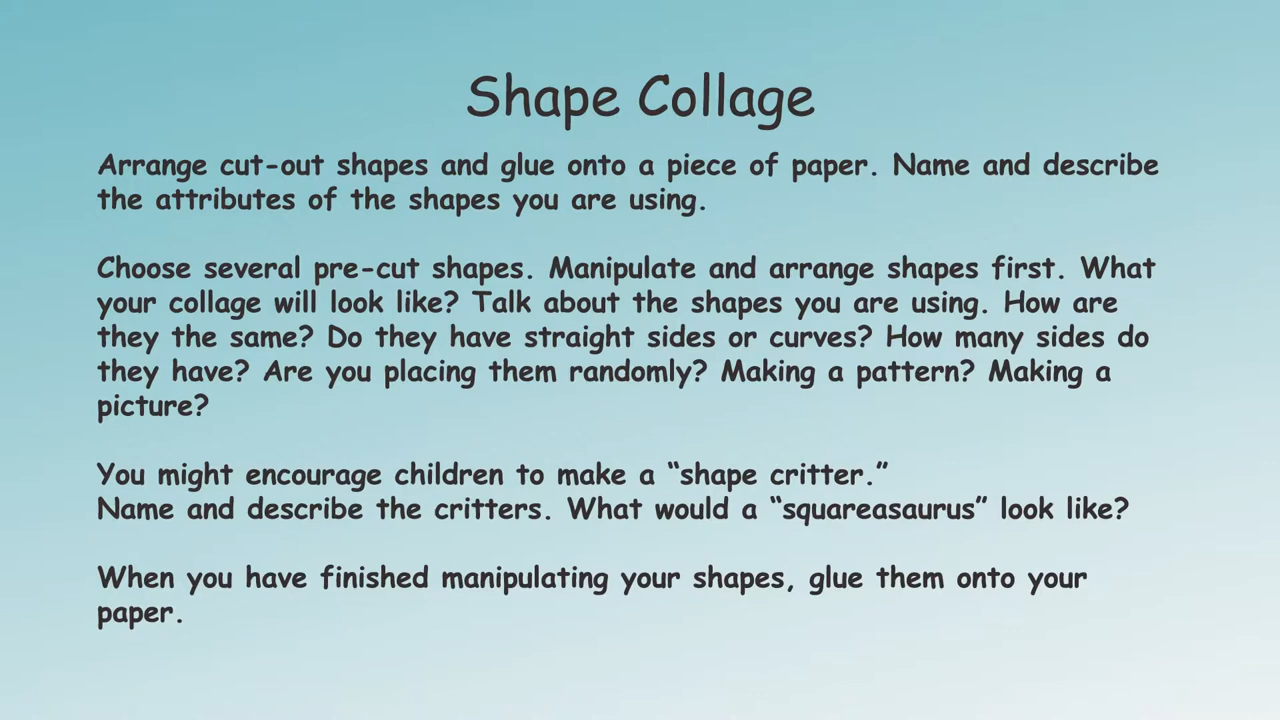 Shape Collage
Arrange cut-out shapes and glue onto a piece of paper. Name and describe
the attributes of the shapes you are using.
Choose several pre-cut shapes. Manipulate and arrange shapes first. What
your collage will look like? Talk about the shapes you are using. How are
they the same? Do they have straight sides or curves? How many sides do
they have? Are you placing them randomly? Making a pattern? Making a
picture?
You might encourage children to make a “shape critter.”
Name and describe the critters. What would a “squareasaurus” look like?
When you have finished manipulating your shapes, glue them onto your
paper.